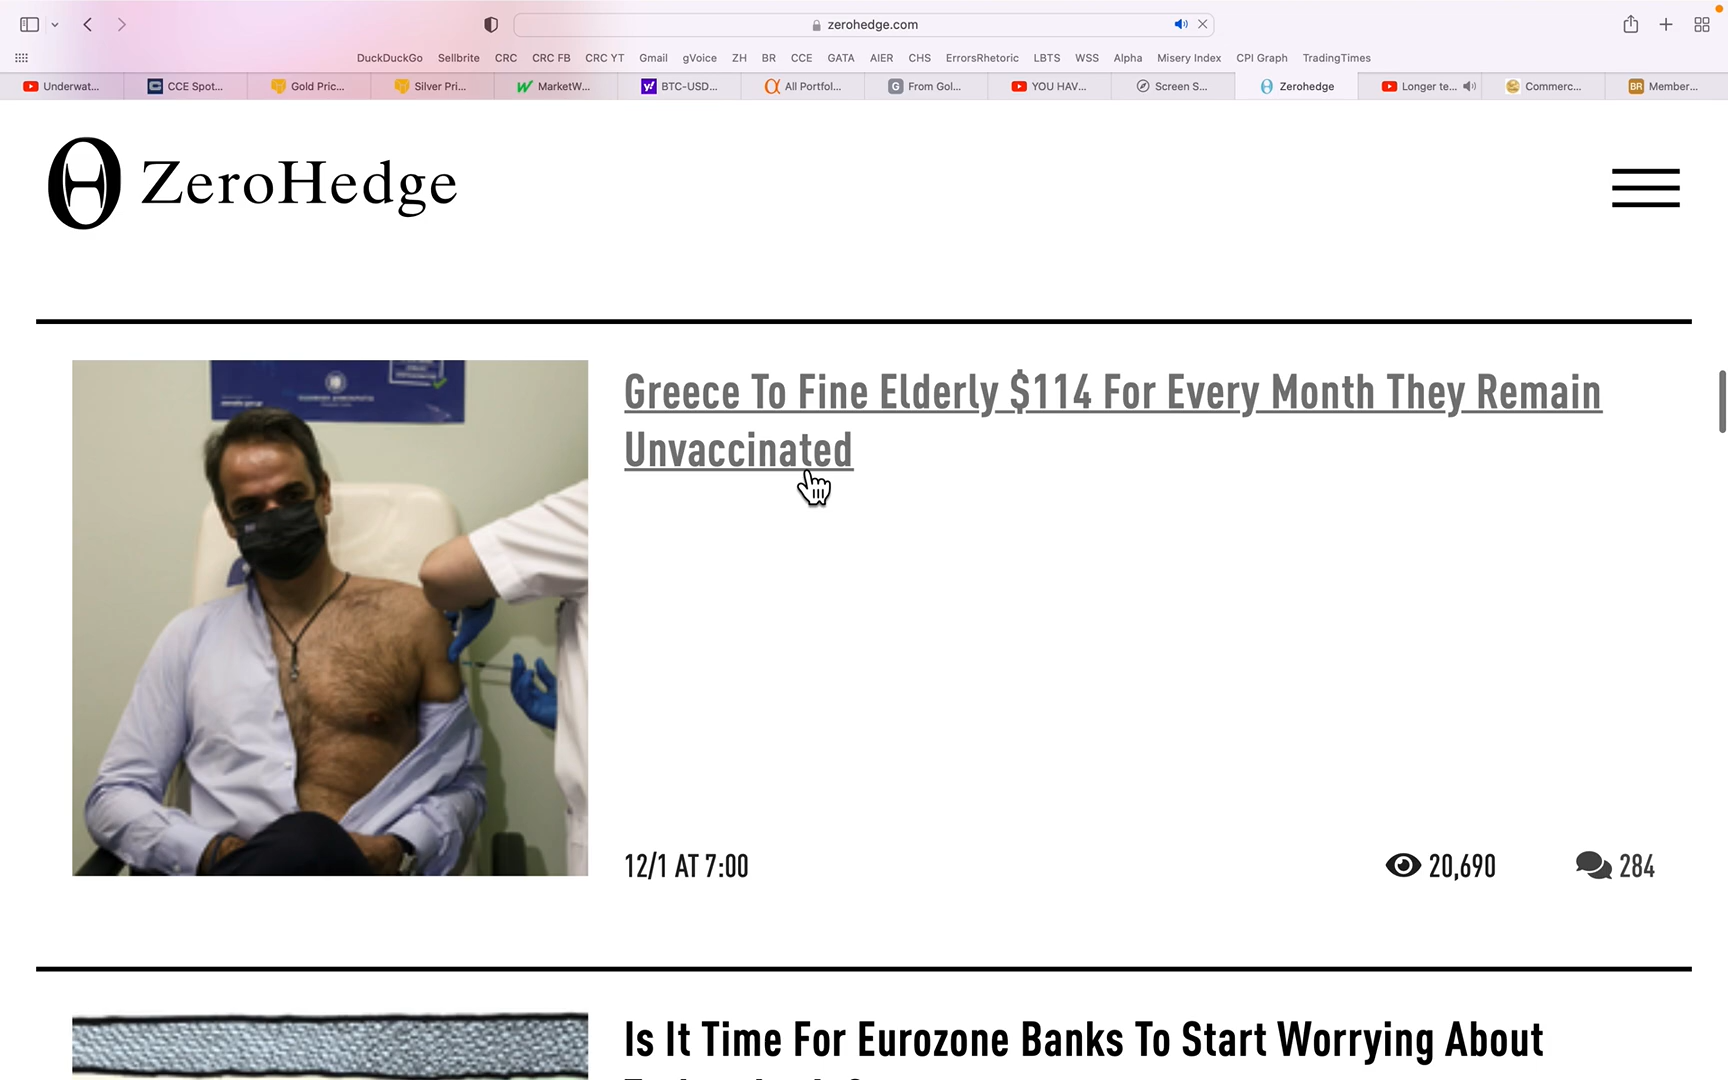 zerohedge.com
DuckDuckGo Sellbrite CRC CRC FB CRC YT Gmail gVoice ZH BR CCE GATA AIER CHS ErrorsRhetoric LBTS WSS Alpha Misery Index CPI Graph TradingTimes
Underwat... CCE Spot... Gold Pric... Silver Pri... MarketW... BTC-USD... All Portfol... From Gol... YOU HAV... Screen S... Zerohedge Longer te... Commerc... BR Member...
ZeroHedge
Greece To Fine Elderly $114 For Every Month They Remain
Unvaccinated
12/1 AT 7:00 20,690 284
Is It Time For Eurozone Banks To Start Worrying About